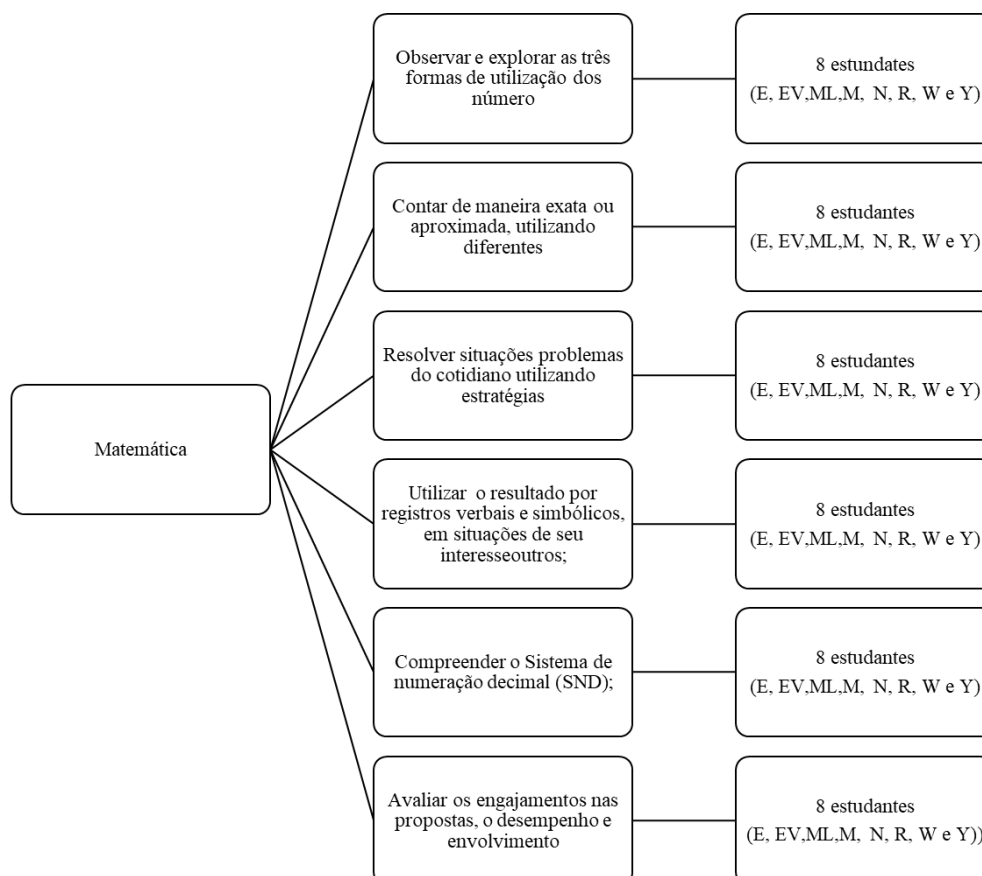 Matemática
Observar e explorar as três
formas de utilização dos
número
8 estundates
(E, EV,ML,M, N, R, W e Y)
Contar de maneira exata ou
aproximada, utilizando
diferentes
8 estudantes
(E, EV,ML,M, N, R, W e Y)
Resolver situações problemas
do cotidiano utilizando
estratégias
8 estudantes
(E, EV,ML,M, N, R, W e Y)
Utilizar o resultado por
registros verbais e simbólicos,
em situações de seu
interesseoutros;
8 estudantes
(E, EV,ML,M, N, R, W e Y)
Compreender o Sistema de
numeração decimal (SND);
8 estudantes
(E, EV,ML,M, N, R, W e Y)
Avaliar os engajamentos nas
propostas, o desempenho e
envolvimento
8 estudantes
(E, EV,ML,M, N, R, W e Y))